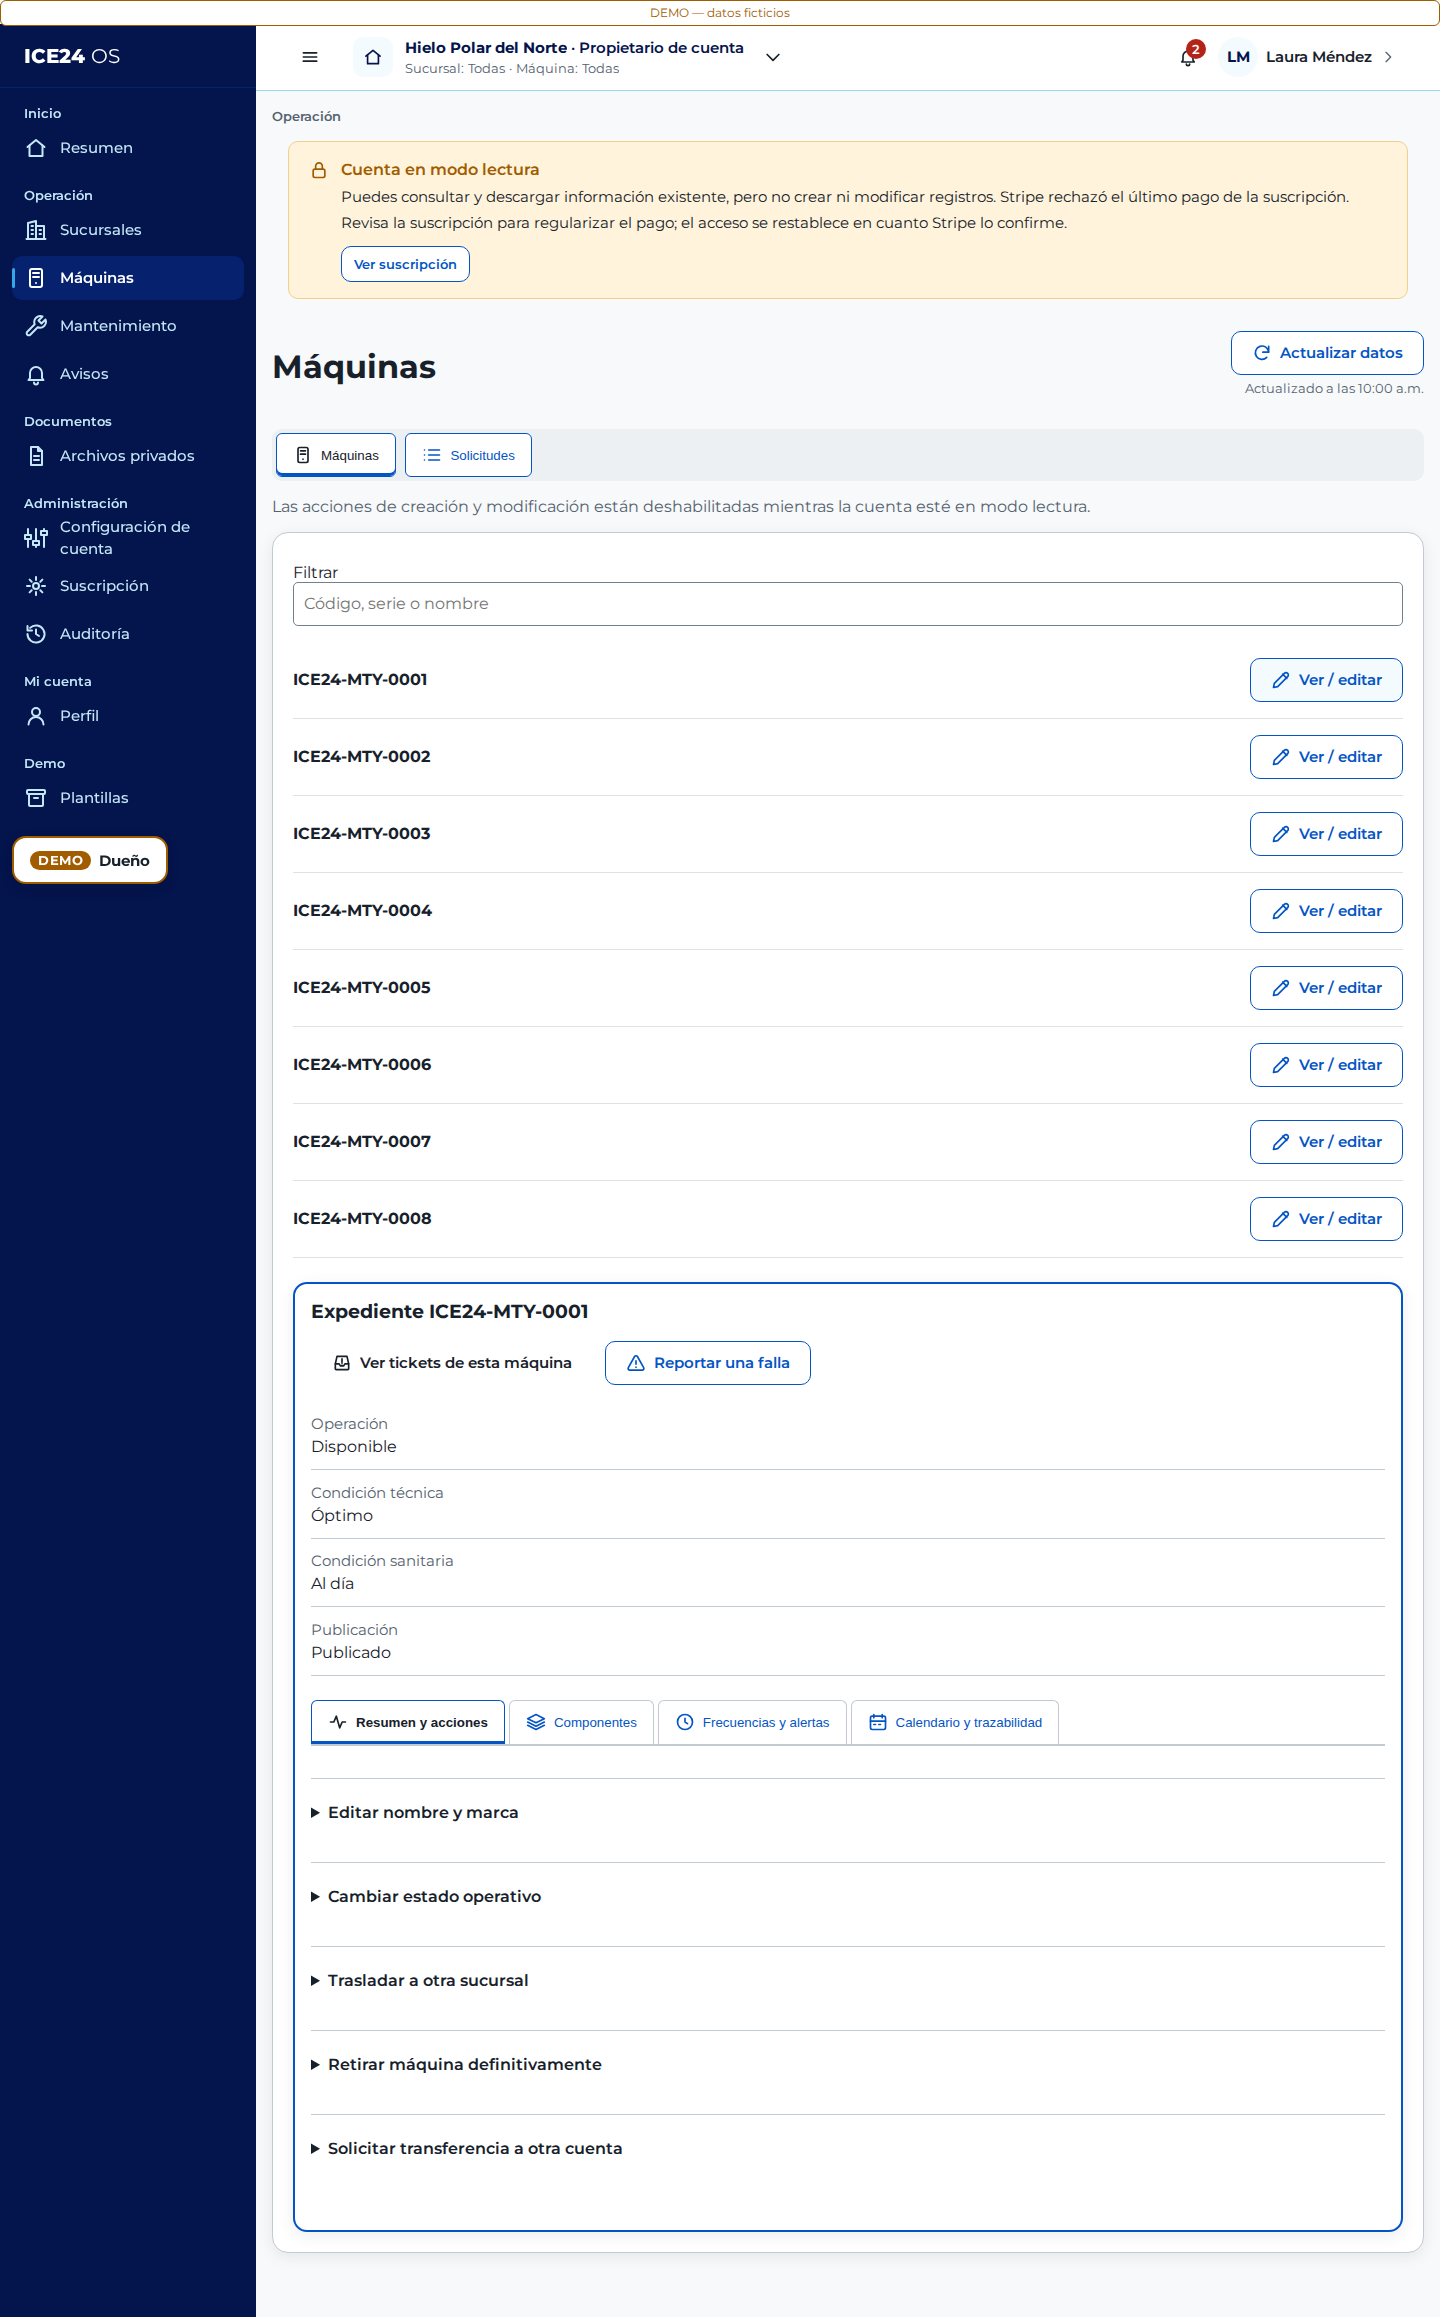 DEMO — datos ficticios
ICE24 OS
Inicio
Resumen
Operación
Sucursales
Máquinas
Mantenimiento
Avisos
Documentos
Archivos privados
Administración
Configuración de
cuenta
Suscripción
Auditoría
Mi cuenta
Perfil
Demo
Plantillas
DEMO Dueño
Hielo Polar del Norte · Propietario de cuenta
Sucursal: Todas · Máquina: Todas
2
LM Laura Méndez
Operación
Cuenta en modo lectura
Puedes consultar y descargar información existente, pero no crear ni modificar registros. Stripe rechazó el último pago de la suscripción.
Revisa la suscripción para regularizar el pago; el acceso se restablece en cuanto Stripe lo confirme.
Ver suscripción
Máquinas
Actualizar datos
Actualizado a las 10:00 a.m.
Máquinas
Solicitudes
Las acciones de creación y modificación están deshabilitadas mientras la cuenta esté en modo lectura.
Filtrar
Código, serie o nombre
ICE24-MTY-0001
Ver / editar
ICE24-MTY-0002
Ver / editar
ICE24-MTY-0003
Ver / editar
ICE24-MTY-0004
Ver / editar
ICE24-MTY-0005
Ver / editar
ICE24-MTY-0006
Ver / editar
ICE24-MTY-0007
Ver / editar
ICE24-MTY-0008
Ver / editar
Expediente ICE24-MTY-0001
Ver tickets de esta máquina
Reportar una falla
Operación
Disponible
Condición técnica
Óptimo
Condición sanitaria
Al día
Publicación
Publicado
Resumen y acciones
Componentes
Frecuencias y alertas
Calendario y trazabilidad
Editar nombre y marca
Cambiar estado operativo
Trasladar a otra sucursal
Retirar máquina definitivamente
Solicitar transferencia a otra cuenta